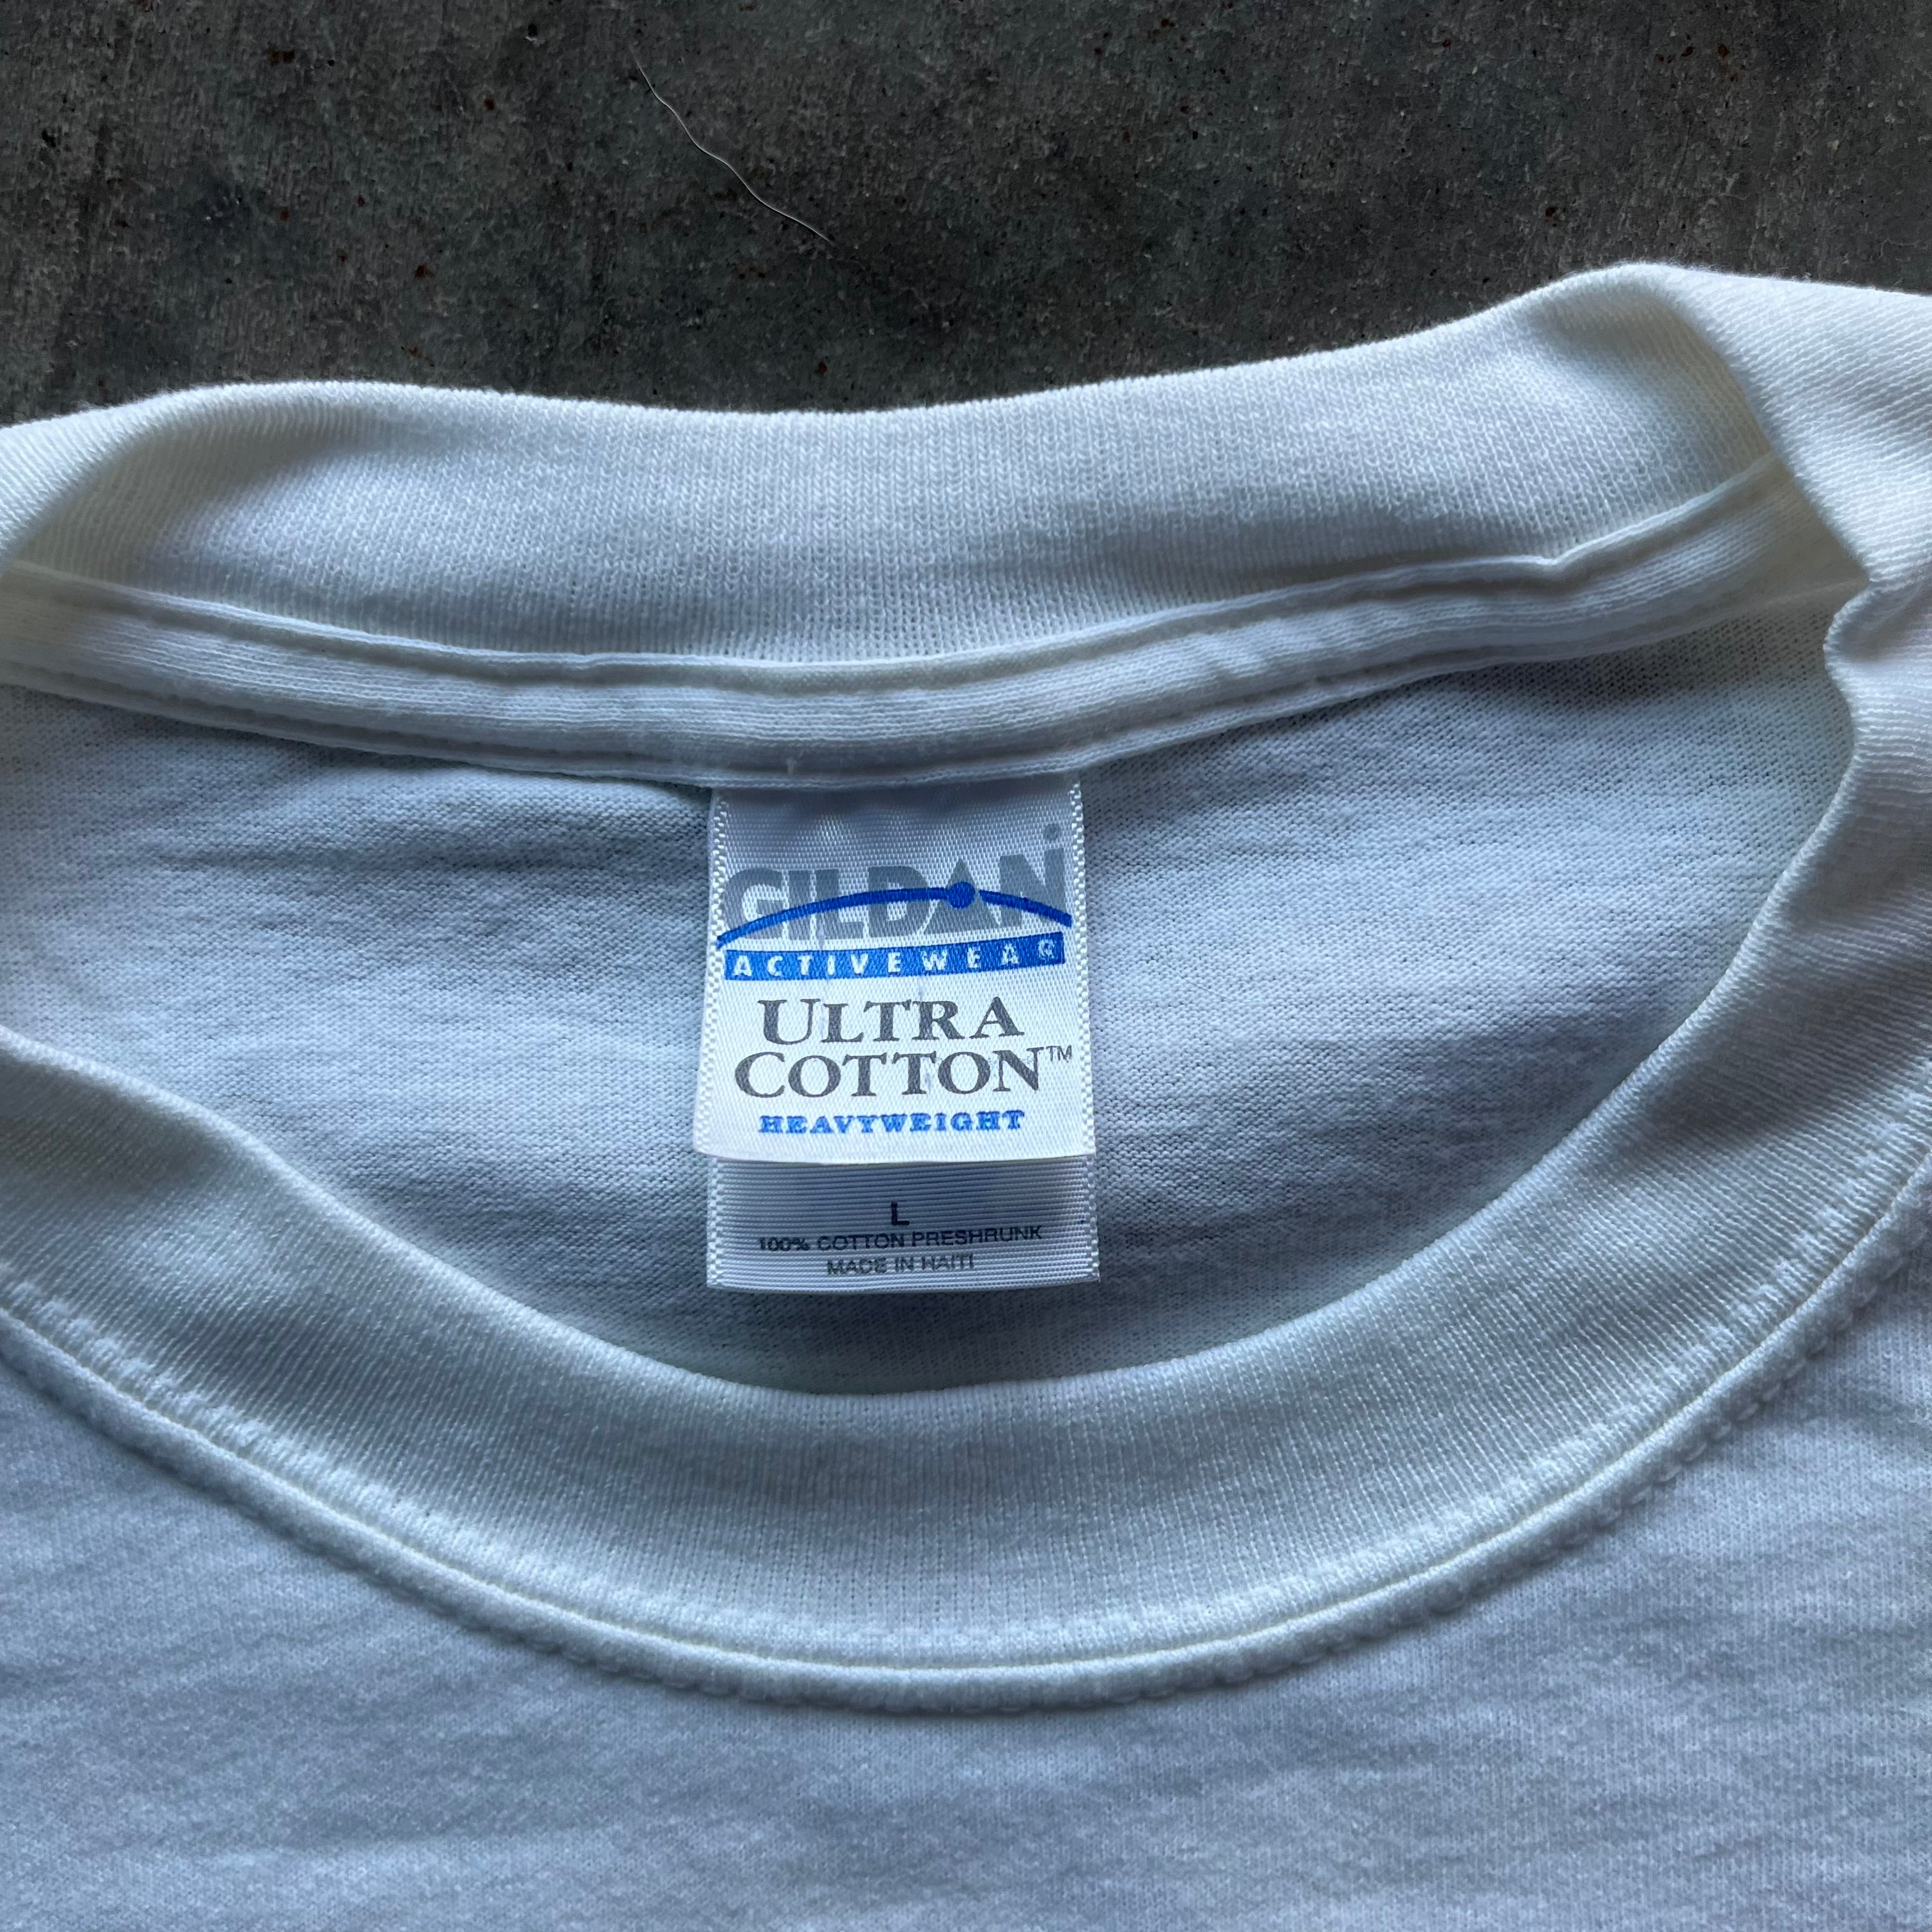 GILDAN
ACTIVEWEAR
ULTRA
COTTON™
HEAVYWEIGHT
L
100% COTTON PRESHRUNK
MADE IN HAITI